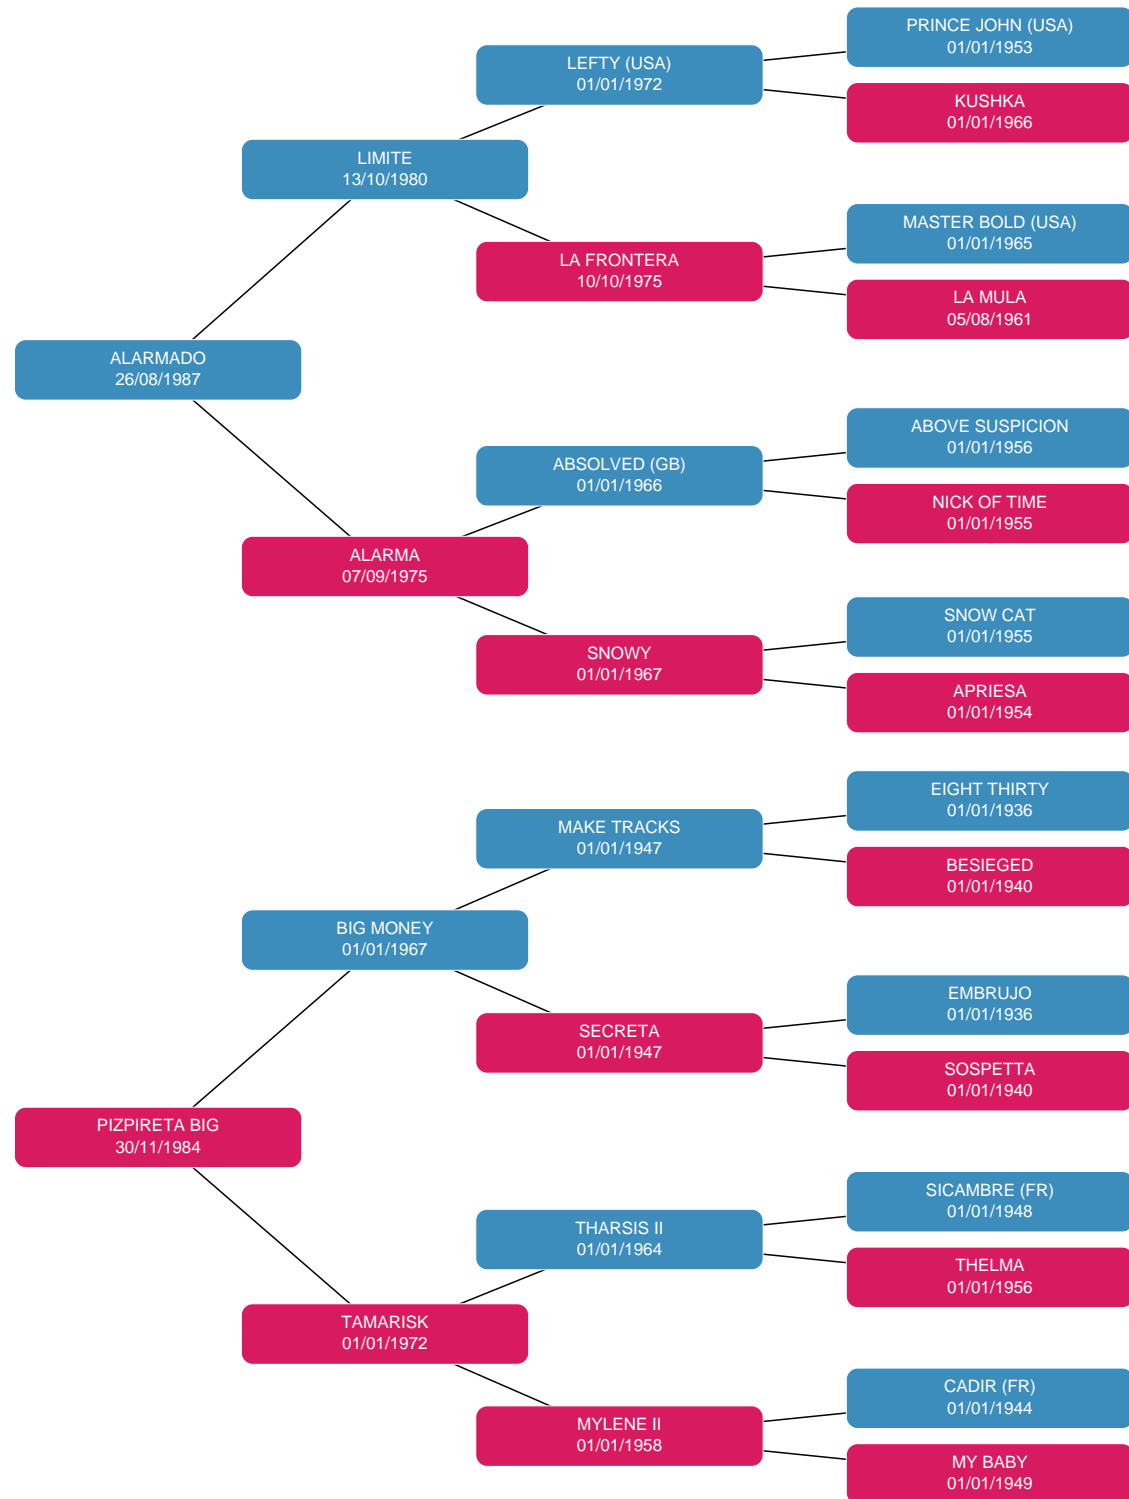 PRINCE JOHN (USA)
01/01/1953
LEFTY (USA)
01/01/1972
KUSHKA
01/01/1966
LIMITE
13/10/1980
MASTER BOLD (USA)
01/01/1965
LA FRONTERA
10/10/1975
LA MULA
05/08/1961
ALARMADO
26/08/1987
ABOVE SUSPICION
01/01/1956
ABSOLVED (GB)
01/01/1966
NICK OF TIME
01/01/1955
ALARMA
07/09/1975
SNOW CAT
01/01/1955
SNOWY
01/01/1967
APRIESA
01/01/1954
EIGHT THIRTY
01/01/1936
MAKE TRACKS
01/01/1947
BESIEGED
01/01/1940
BIG MONEY
01/01/1967
EMBRUJO
01/01/1936
SECRETA
01/01/1947
SOSPETTA
01/01/1940
PIZPIRETA BIG
30/11/1984
SICAMBRE (FR)
01/01/1948
THARSIS II
01/01/1964
THELMA
01/01/1956
TAMARISK
01/01/1972
CADIR (FR)
01/01/1944
MYLENE II
01/01/1958
MY BABY
01/01/1949